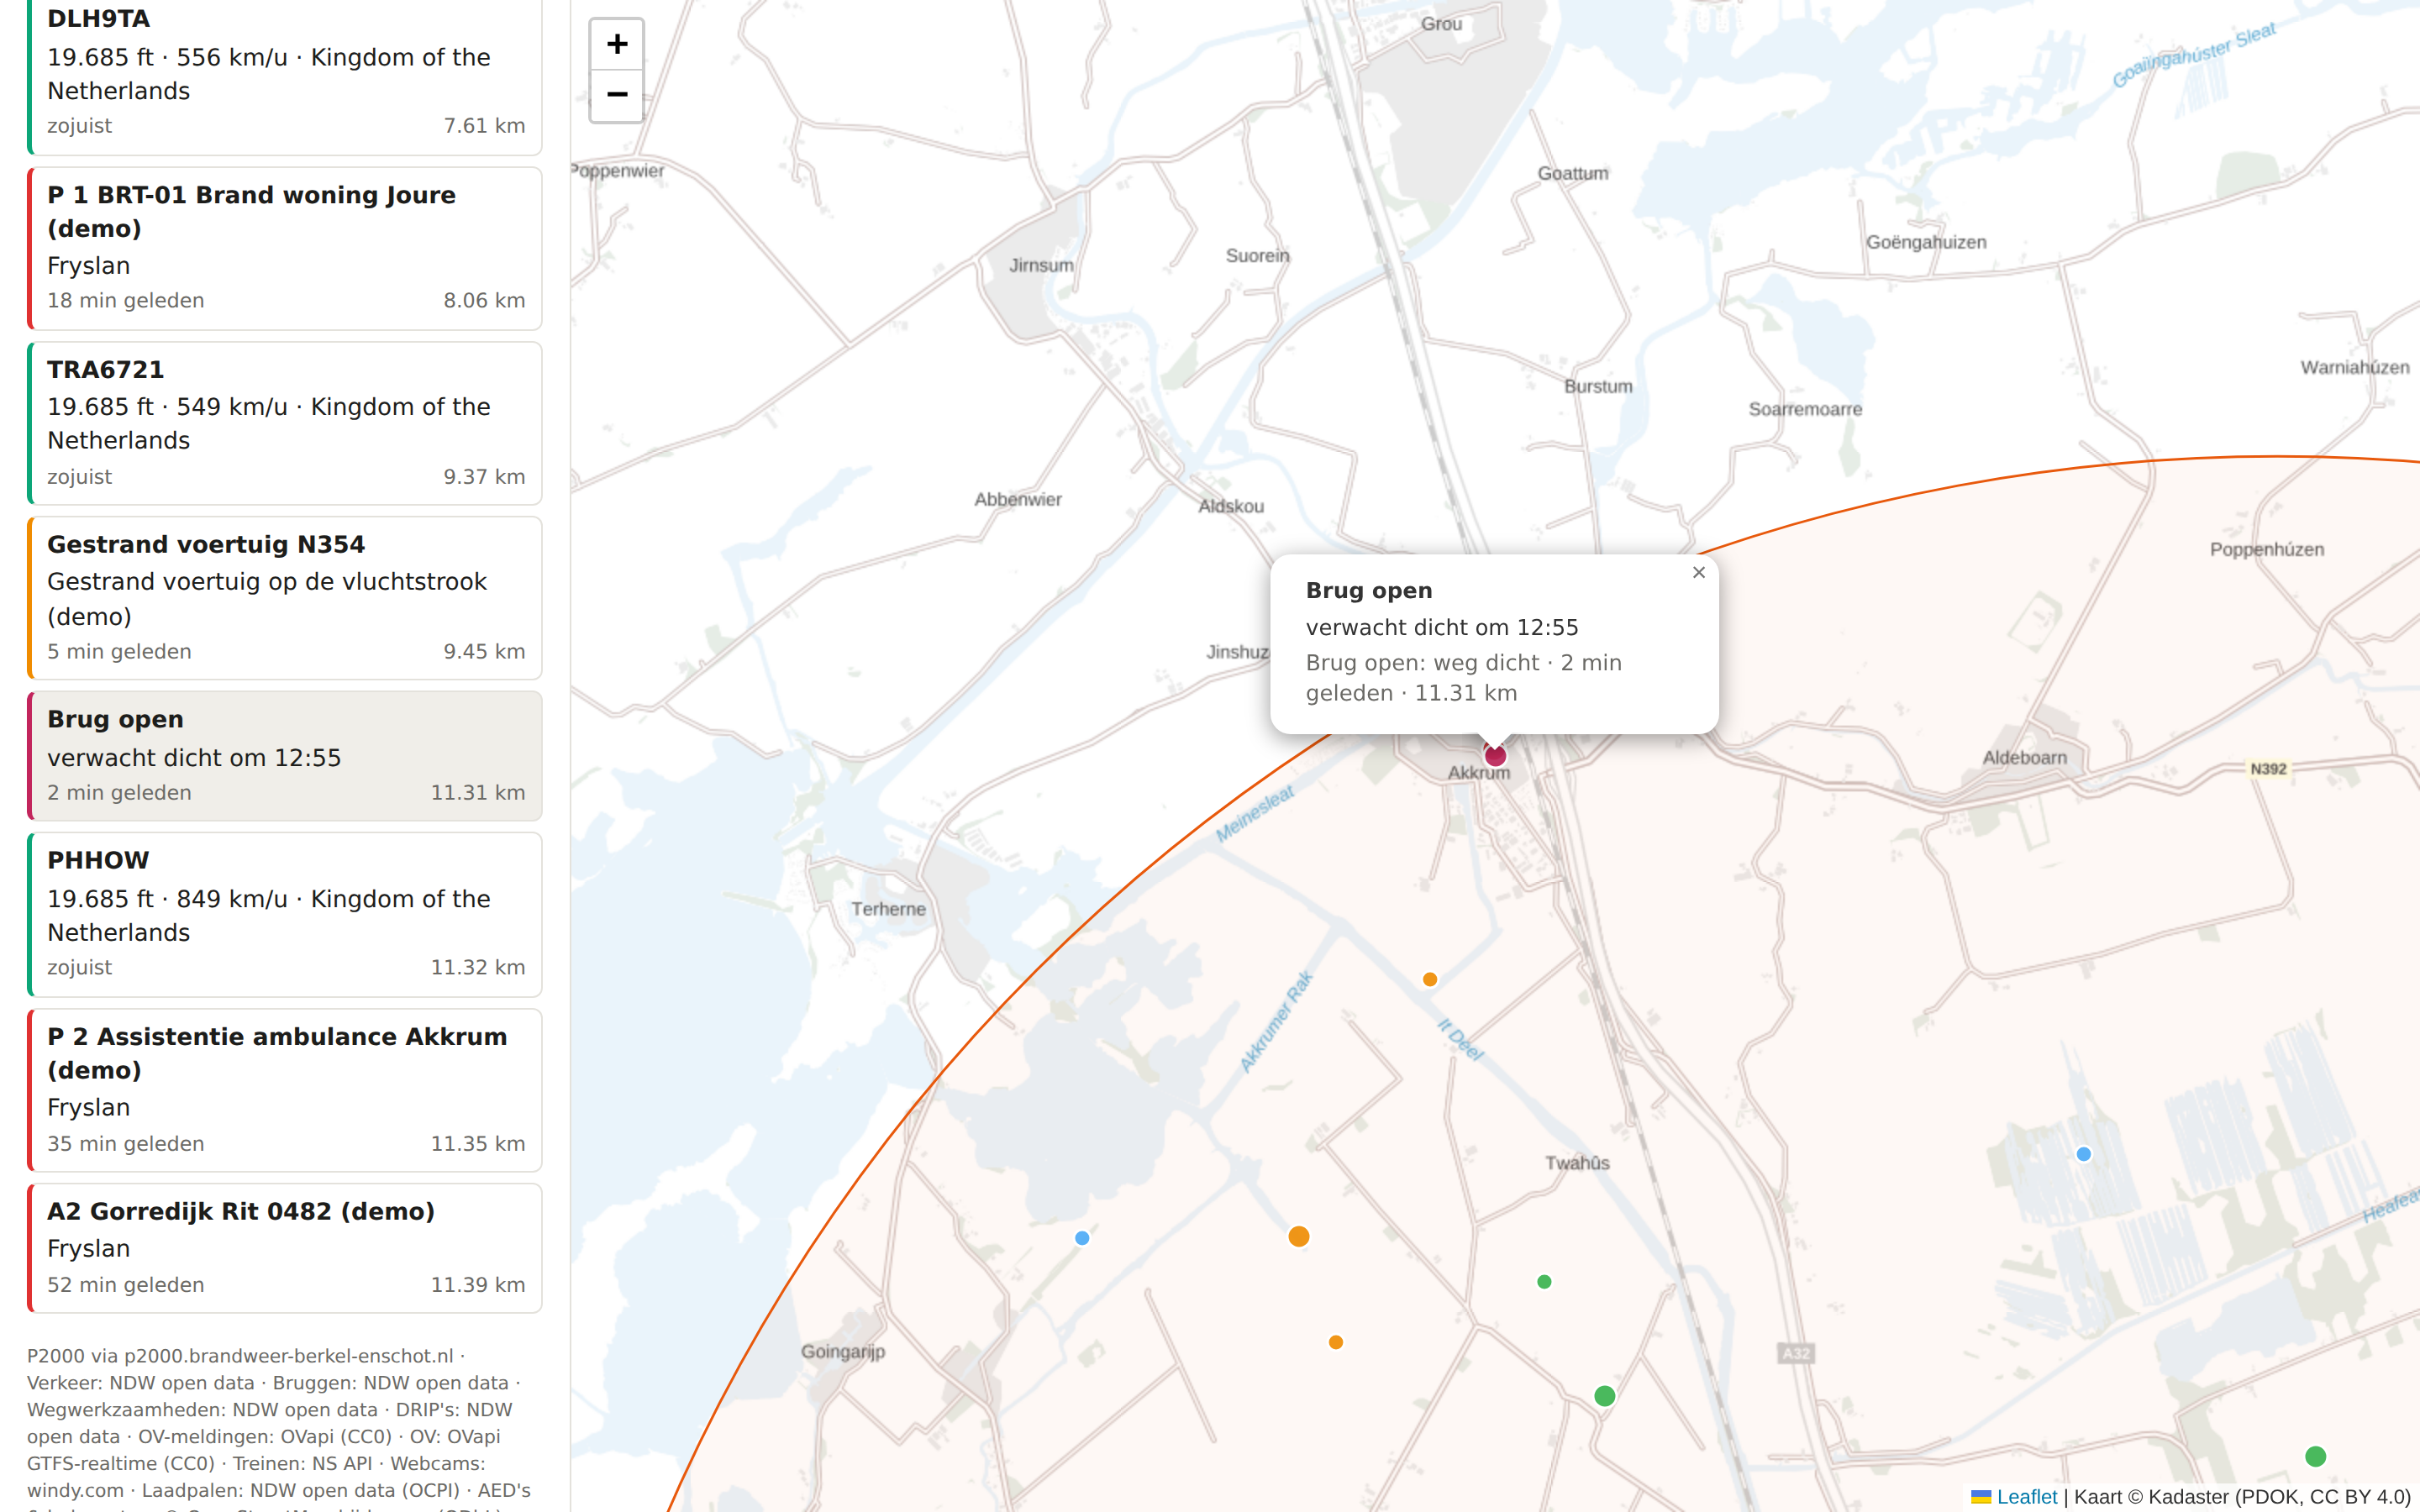 DLH9TA
19.685 ft · 556 km/u · Kingdom of the
Netherlands
zojuist 7.61 km
P 1 BRT-01 Brand woning Joure
(demo)
Fryslan
18 min geleden 8.06 km
TRA6721
19.685 ft · 549 km/u · Kingdom of the
Netherlands
zojuist 9.37 km
Gestrand voertuig N354
Gestrand voertuig op de vluchtstrook
(demo)
5 min geleden 9.45 km
Brug open
verwacht dicht om 12:55
2 min geleden 11.31 km
PHHOW
19.685 ft · 849 km/u · Kingdom of the
Netherlands
zojuist 11.32 km
P 2 Assistentie ambulance Akkrum
(demo)
Fryslan
35 min geleden 11.35 km
A2 Gorredijk Rit 0482 (demo)
Fryslan
52 min geleden 11.39 km
P2000 via p2000.brandweer-berkel-enschot.nl ·
Verkeer: NDW open data · Bruggen: NDW open data ·
Wegwerkzaamheden: NDW open data · DRIP's: NDW
open data · OV-meldingen: OVapi (CC0) · OV: OVapi
GTFS-realtime (CC0) · Treinen: NS API · Webcams:
windy.com · Laadpalen: NDW open data (OCPI) · AED's
+
−
Grou
Goaiïngahúster Sleat
Poppenwier
Goattum
Goëngahuizen
Suorein
Jirnsum
Warniahúzen
Burstum
Soarremoarre
Abbenwier
Aldskou
Poppenhúzen
Jinshuz
Brug open
×
verwacht dicht om 12:55
Brug open: weg dicht · 2 min
geleden · 11.31 km
Akkrum
Aldeboarn
N392
Meinesleat
Terherne
Akkrumer Rak
It Deel
Twahûs
Heafea
Goingarijp
A32
Leaflet | Kaart © Kadaster (PDOK, CC BY 4.0)